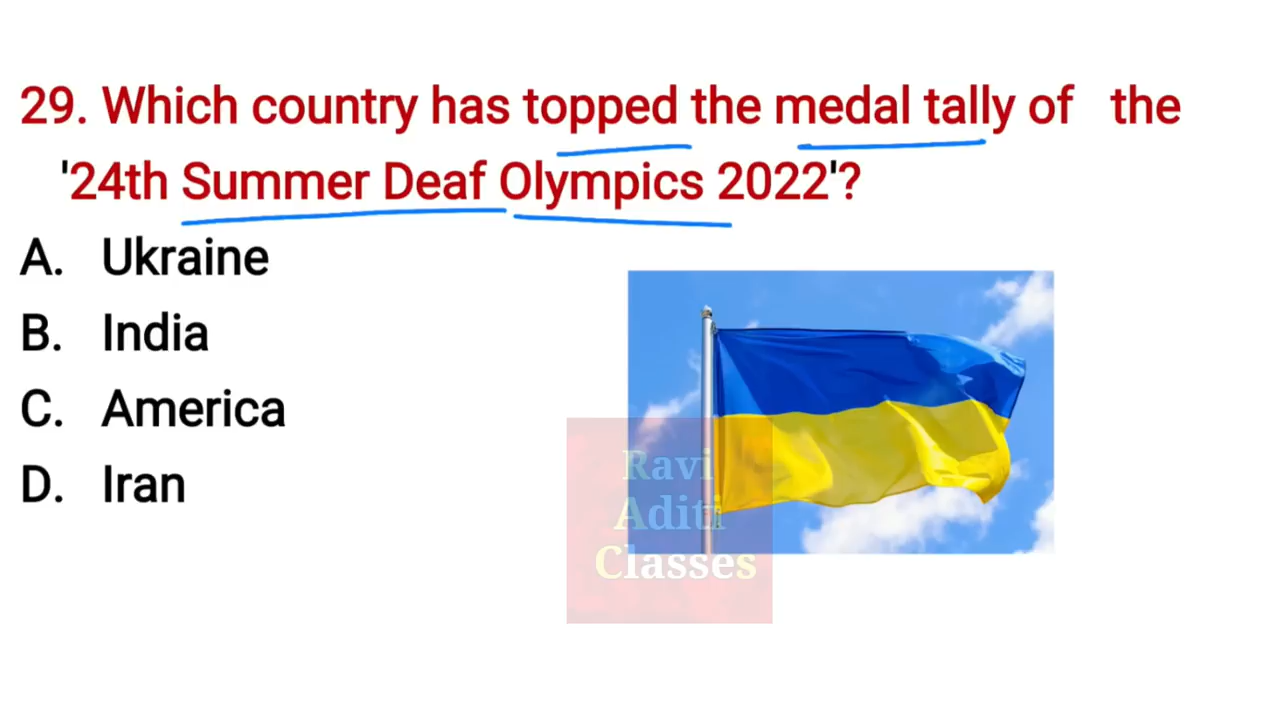 29. Which country has topped the medal tally of the
'24th Summer Deaf Olympics 2022'?
A. Ukraine
B. India
C. America
D. Iran
Ravi
Aditi
Classes